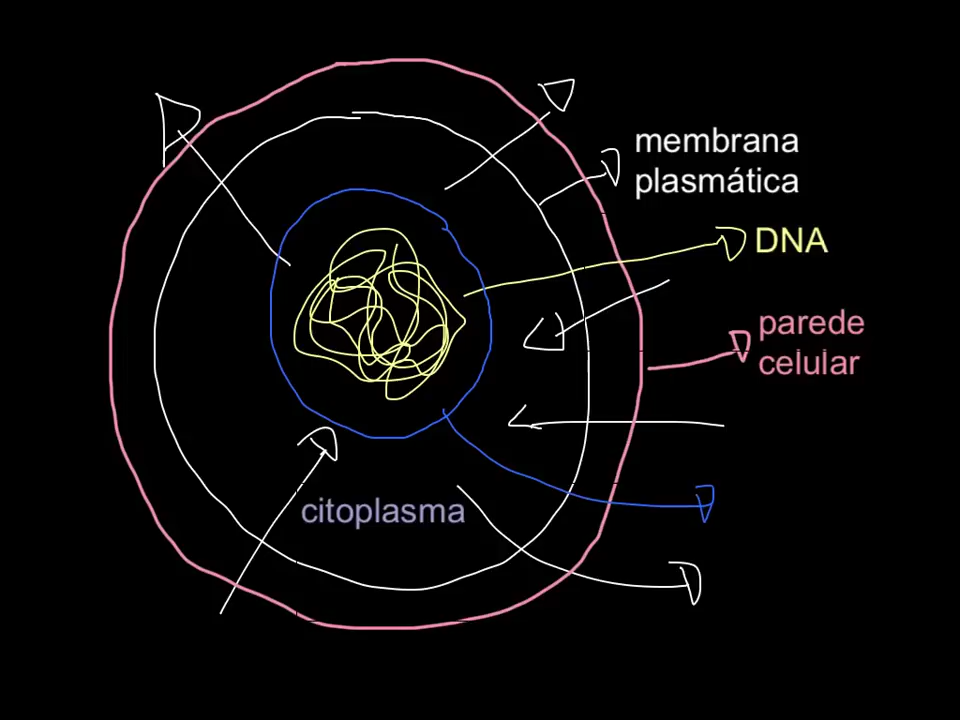 membrana
plasmática
DNA
parede
celular
citoplasma